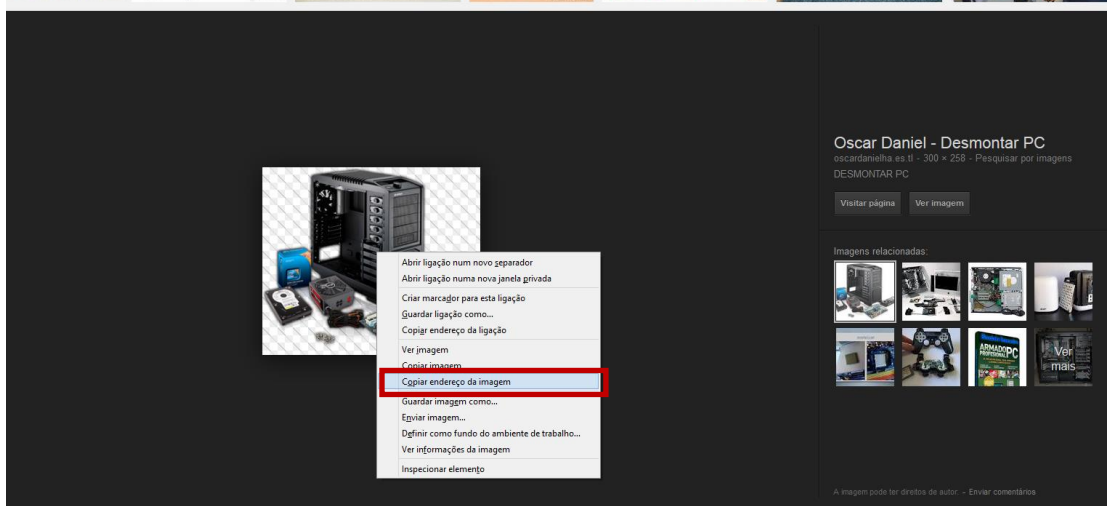 Abrir ligação num novo separador
Abrir ligação numa nova janela privada
Criar marcador para esta ligação
Guardar ligação como...
Copiar endereço da ligação
Ver imagem
Copiar imagem
Copiar endereço da imagem
Guardar imagem como...
Enviar imagem...
Definir como fundo do ambiente de trabalho...
Ver informações da imagem
Inspecionar elemento
Oscar Daniel - Desmontar PC
oscardanielha.es.tl - 300 × 258 - Pesquisar por imagens
DESMONTAR PC
Visitar página Ver imagem
Imagens relacionadas:
ARMADO PC
PROFESIONAL
Ver
mais
A imagem pode ter direitos de autor. - Enviar comentários